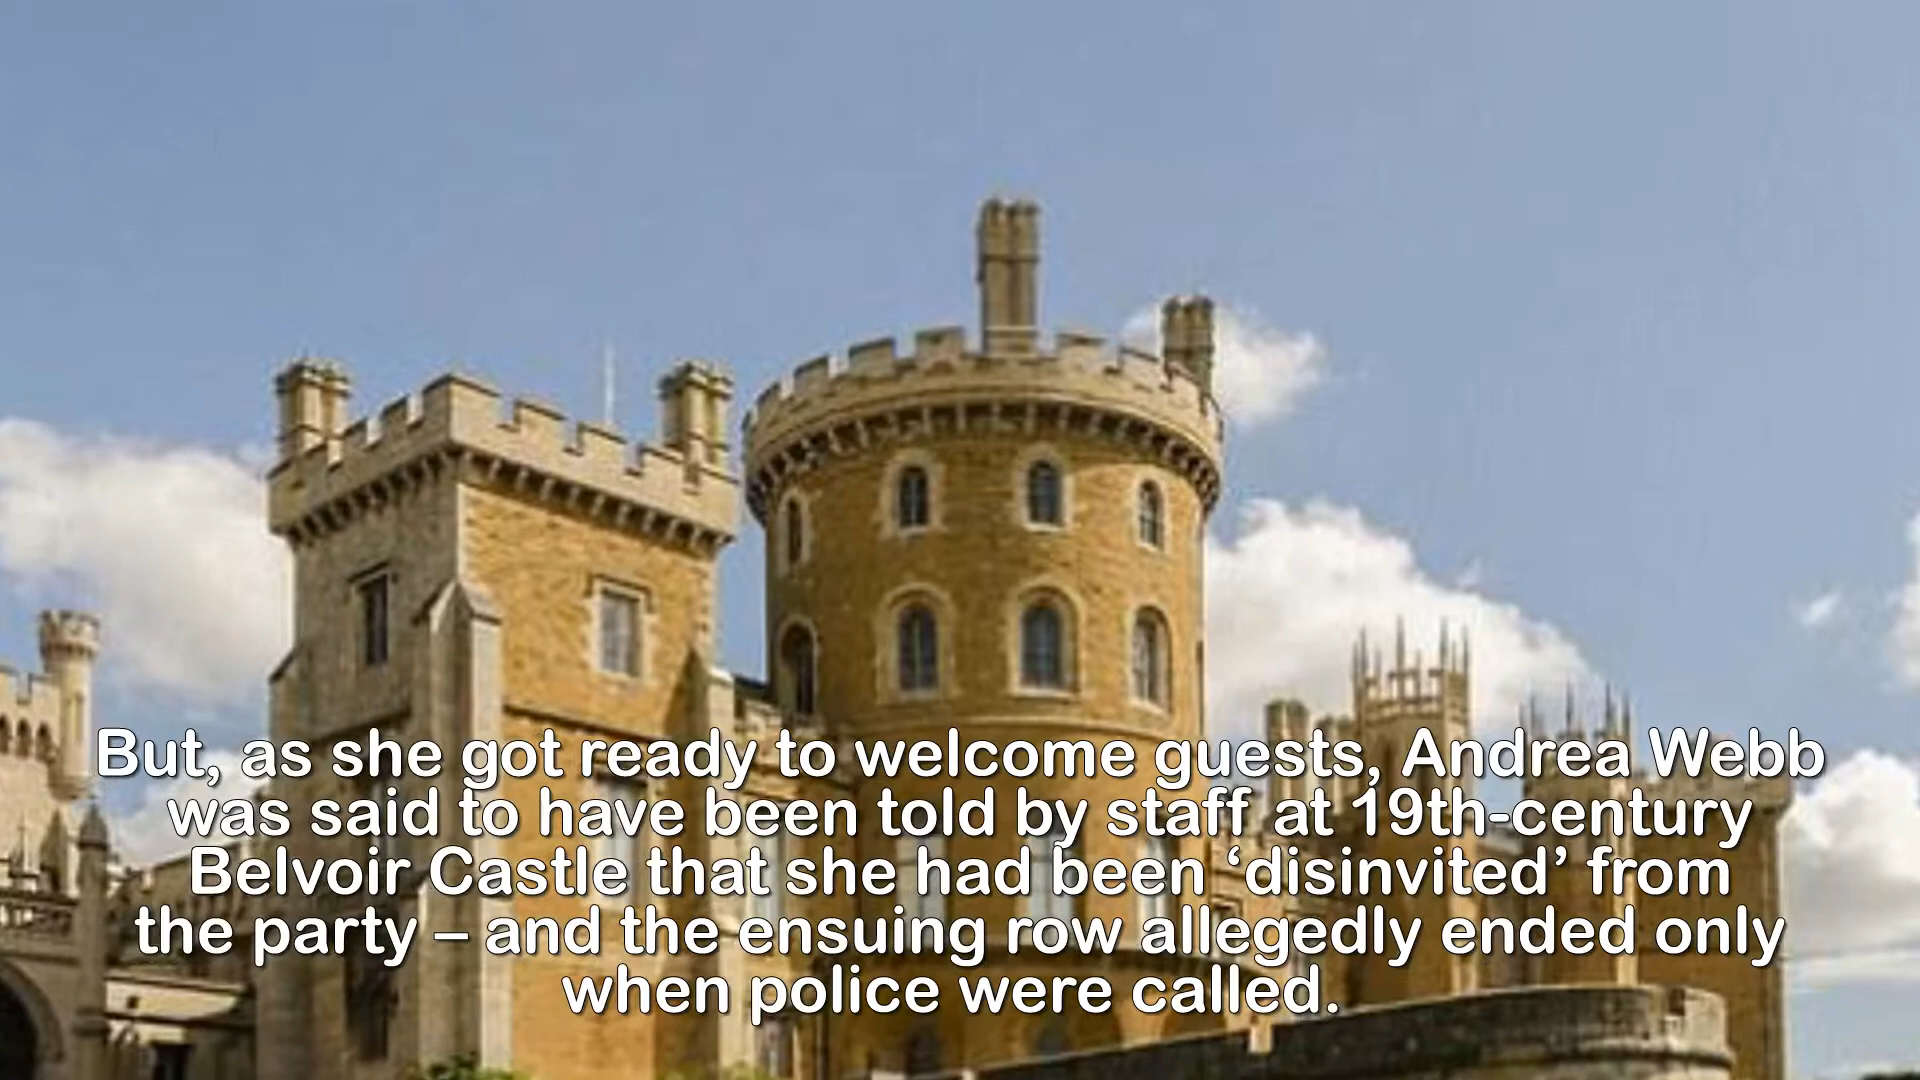 But, as she got ready to welcome guests, Andrea Webb
was said to have been told by staff at 19th-century
Belvoir Castle that she had been ‘disinvited’ from
the party – and the ensuing row allegedly ended only
when police were called.